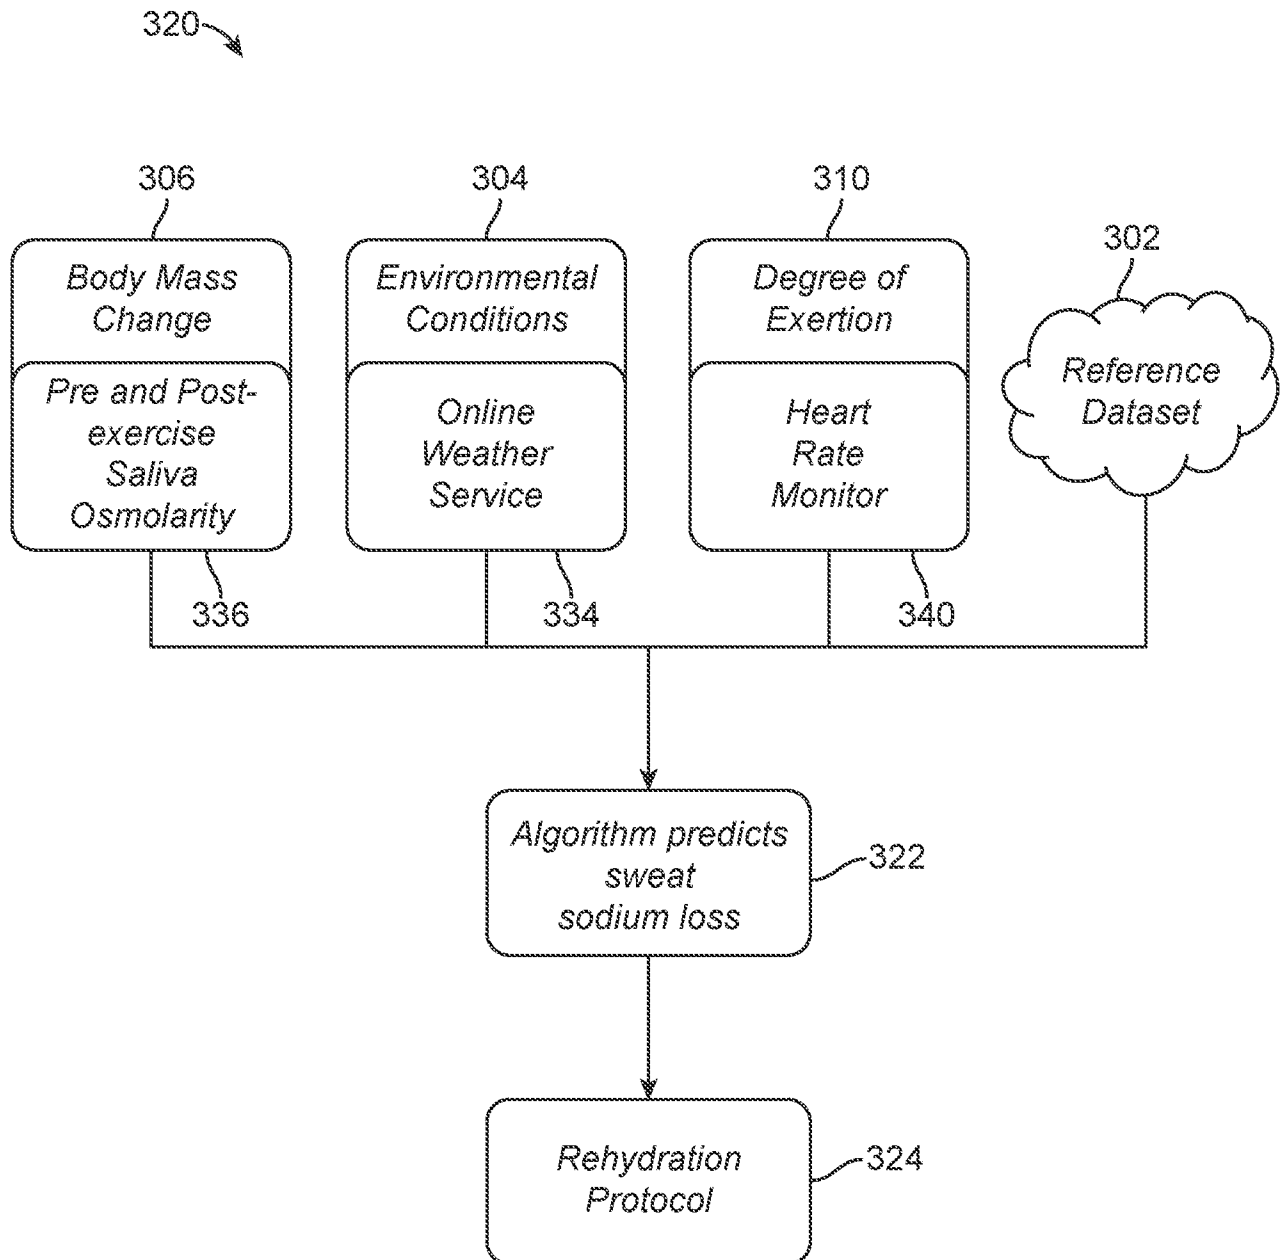 320
306
304
310
302
Body Mass
Change
Environmental
Conditions
Degree of
Exertion
Reference
Dataset
Pre and Post-
exercise
Saliva
Osmolarity
Online
Weather
Service
Heart
Rate
Monitor
336
334
340
Algorithm predicts
sweat
sodium loss
322
Rehydration
Protocol
324